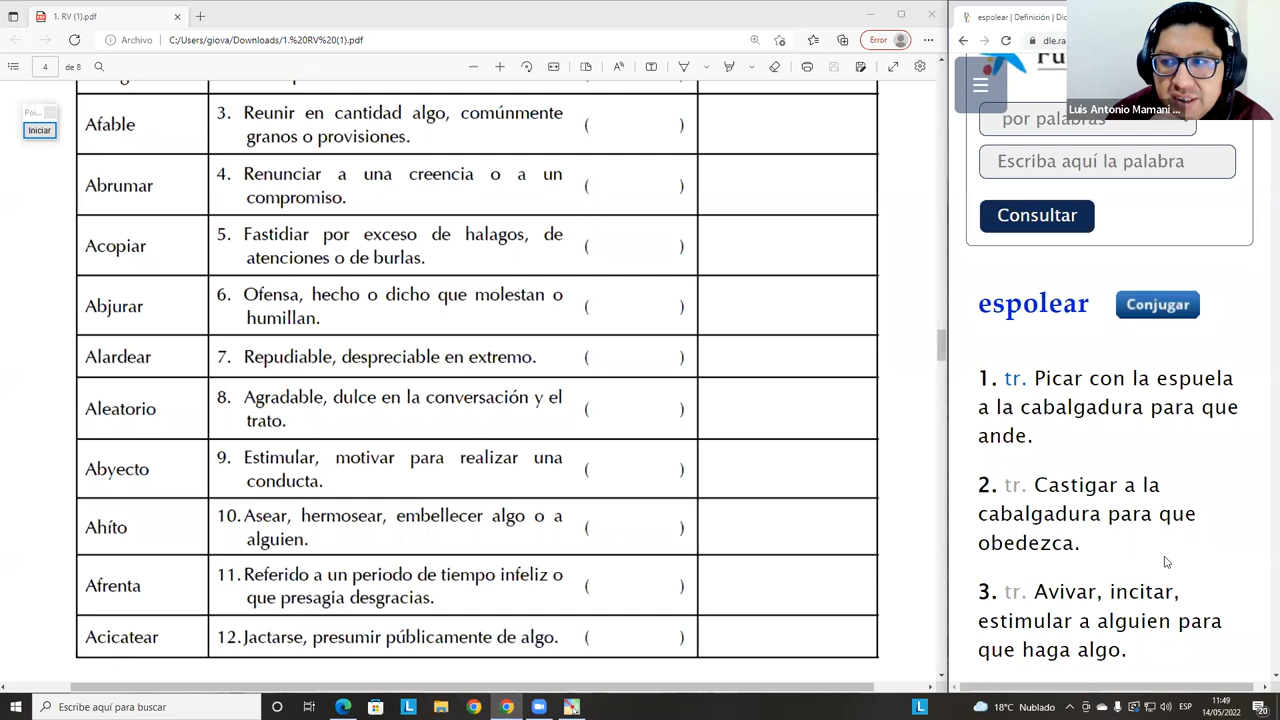 1. RV (1).pdf
espolear | Definición | Dic
Archivo
C:/Users/giova/Downloads/1.%20RV%20(1).pdf
Error
dle.ra
4
de 8
Iniciar
Luis Antonio Mamani ...
por palabras
Escriba aquí la palabra
Consultar
Afable
3. Reunir en cantidad algo, comúnmente
granos o provisiones.
( )
Abrumar
4. Renunciar a una creencia o a un
compromiso.
( )
Acopiar
5. Fastidiar por exceso de halagos, de
atenciones o de burlas.
( )
Abjurar
6. Ofensa, hecho o dicho que molestan o
humillan.
( )
Alardear
7. Repudiable, despreciable en extremo.
( )
Aleatorio
8. Agradable, dulce en la conversación y el
trato.
( )
Abyecto
9. Estimular, motivar para realizar una
conducta.
( )
Ahíto
10. Asear, hermosear, embellecer algo o a
alguien.
( )
Afrenta
11. Referido a un periodo de tiempo infeliz o
que presagia desgracias.
( )
Acicatear
12. Jactarse, presumir públicamente de algo.
( )
espolear
Conjugar
1. tr. Picar con la espuela
a la cabalgadura para que
ande.
2. tr. Castigar a la
cabalgadura para que
obedezca.
3. tr. Avivar, incitar,
estimular a alguien para
que haga algo.
Escribe aquí para buscar
18°C Nublado
ESP
11:49
14/05/2022
20